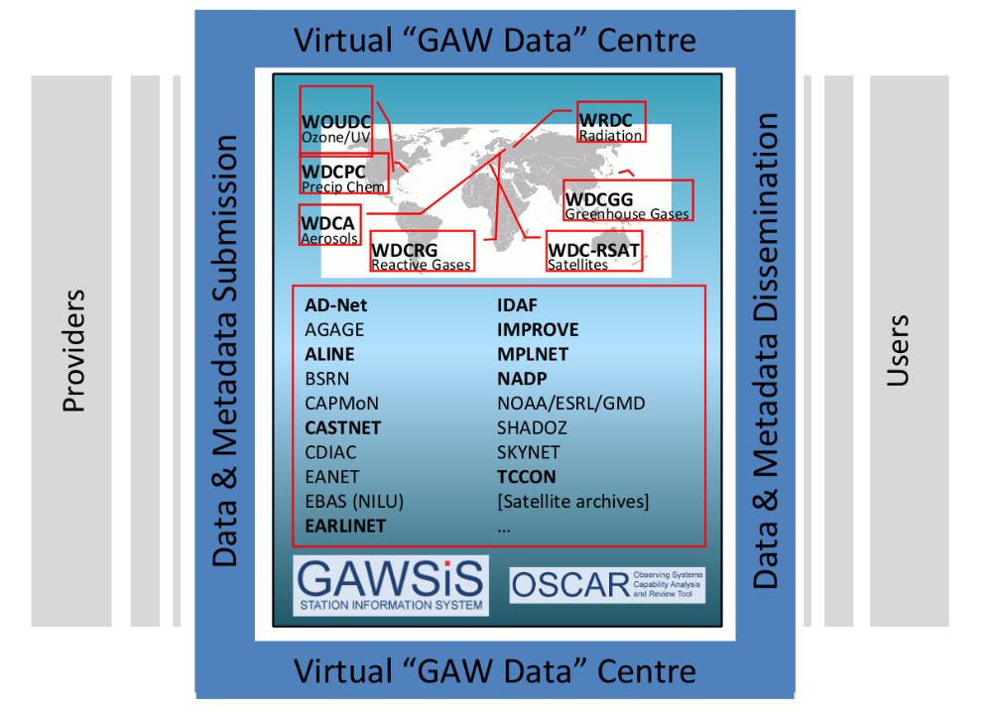 Virtual “GAW Data” Centre
Providers
Data & Metadata Submission
WOUDC
Ozone/UV
WDCPC
Precip Chem
WDCA
Aerosols
WDCRG
Reactive Gases
WRDC
Radiation
WDCGG
Greenhouse Gases
WDC-RSAT
Satellites
AD-Net
AGAGE
ALINE
BSRN
CAPMoN
CASTNET
CDIAC
EANET
EBAS (NILU)
EARLINET
IDAF
IMPROVE
MPLNET
NADP
NOAA/ESRL/GMD
SHADOZ
SKYNET
TCCON
[Satellite archives]
...
GAWSiS
STATION INFORMATION SYSTEM
OSCAR
Observing Systems
Capability Analysis
and Review Tool
Data & Metadata Dissemination
Users
Virtual “GAW Data” Centre